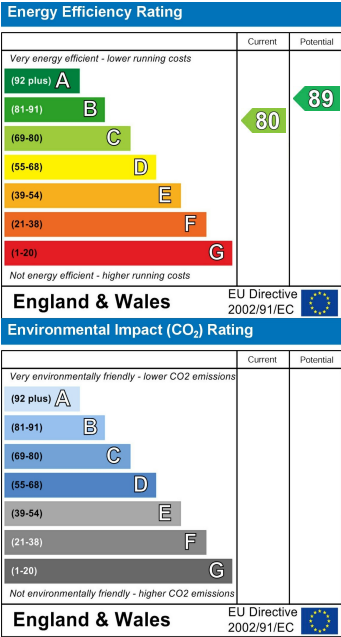 Energy Efficiency Rating
Current Potential
Very energy efficient - lower running costs
(92 plus) A
(81-91) B
(69-80) C
(55-68) D
(39-54) E
(21-38) F
(1-20) G
80
89
Not energy efficient - higher running costs
England & Wales
EU Directive
2002/91/EC
Environmental Impact (CO₂) Rating
Current Potential
Very environmentally friendly - lower CO2 emissions
(92 plus) A
(81-91) B
(69-80) C
(55-68) D
(39-54) E
(21-38) F
(1-20) G
Not environmentally friendly - higher CO2 emissions
England & Wales
EU Directive
2002/91/EC